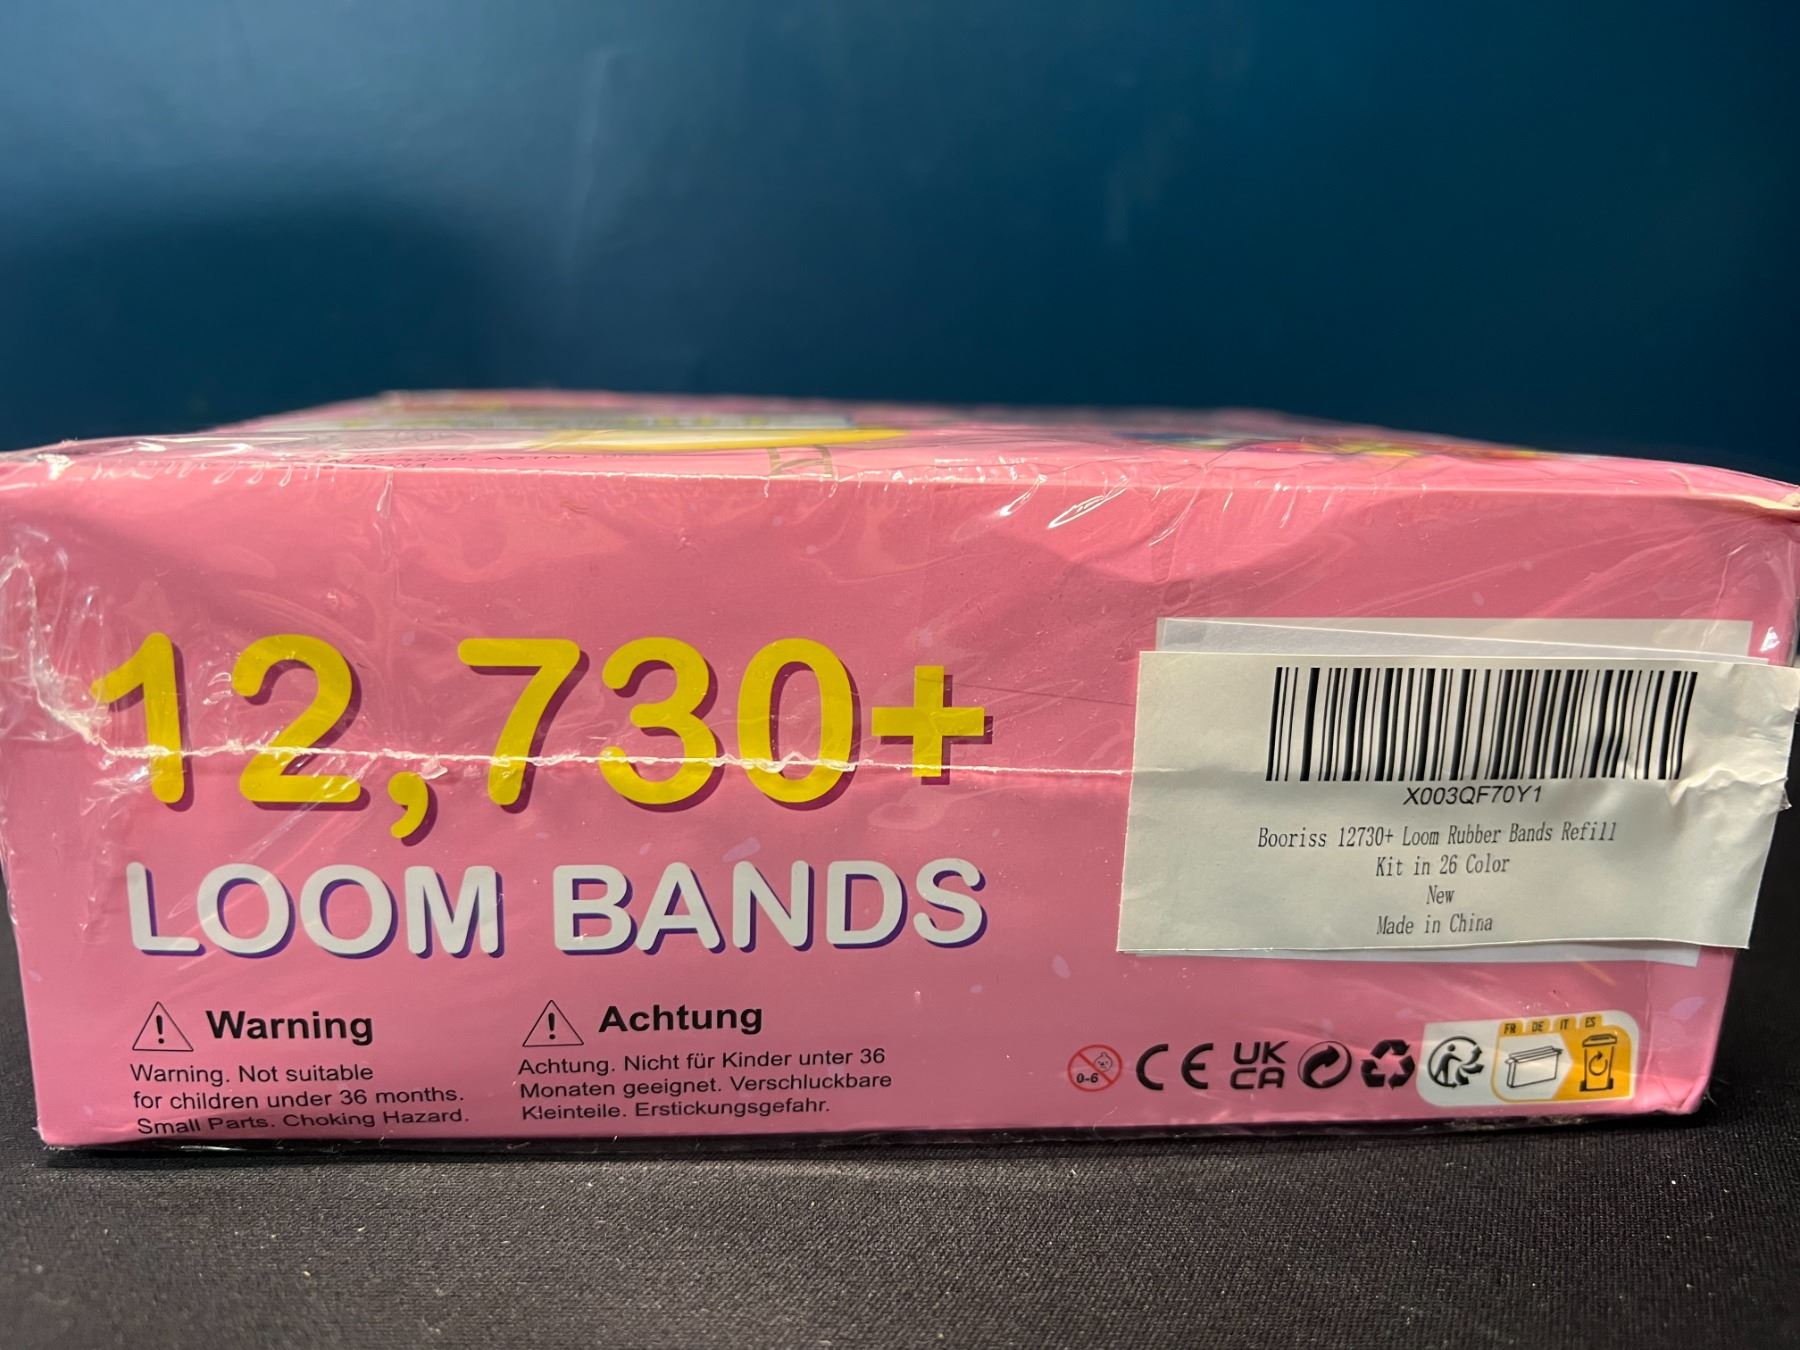 12,730+
LOOM BANDS
Warning
Warning. Not suitable
for children under 36 months.
Small Parts. Choking Hazard.
Achtung
Achtung. Nicht für Kinder unter 36
Monaten geeignet. Verschluckbare
Kleinteile. Erstickungsgefahr.
X003QF70Y1
Booriss 12730+ Loom Rubber Bands Refill
Kit in 26 Color
New
Made in China
0-6
CE
UK
CA
FR DE IT ES